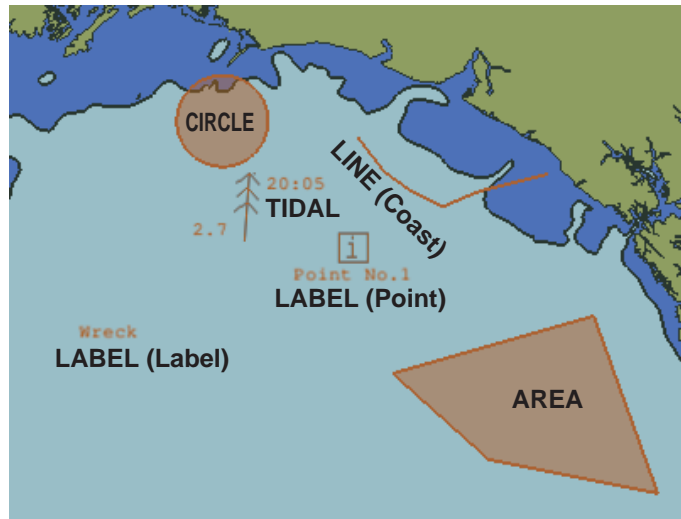 CIRCLE
LINE (Coast)
20:05
TIDAL
2.7
i
Point No.1
LABEL (Point)
Wreck
LABEL (Label)
AREA